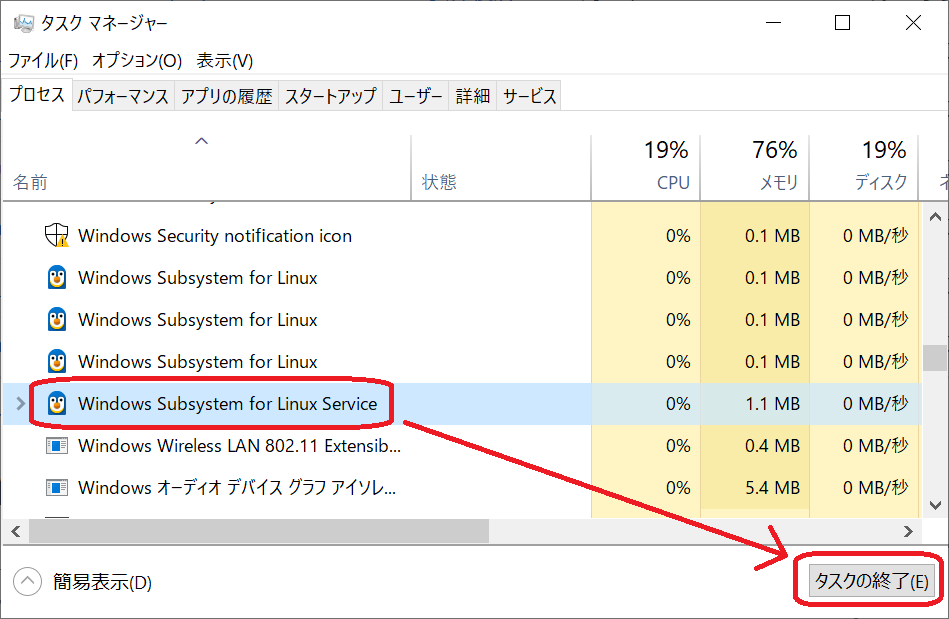 タスク マネージャー
ファイル(F) オプション(O) 表示(V)
プロセス パフォーマンス アプリの履歴 スタートアップ ユーザー 詳細 サービス
19% 76% 19%
名前 状態 CPU メモリ ディスク
Windows Security notification icon 0% 0.1 MB 0 MB/秒
Windows Subsystem for Linux 0% 0.1 MB 0 MB/秒
Windows Subsystem for Linux 0% 0.1 MB 0 MB/秒
Windows Subsystem for Linux 0% 0.1 MB 0 MB/秒
Windows Subsystem for Linux Service 0% 1.1 MB 0 MB/秒
Windows Wireless LAN 802.11 Extensib... 0% 0.4 MB 0 MB/秒
Windows オーディオ デバイス グラフ アイソレ... 0% 5.4 MB 0 MB/秒
簡易表示(D) タスクの終了(E)